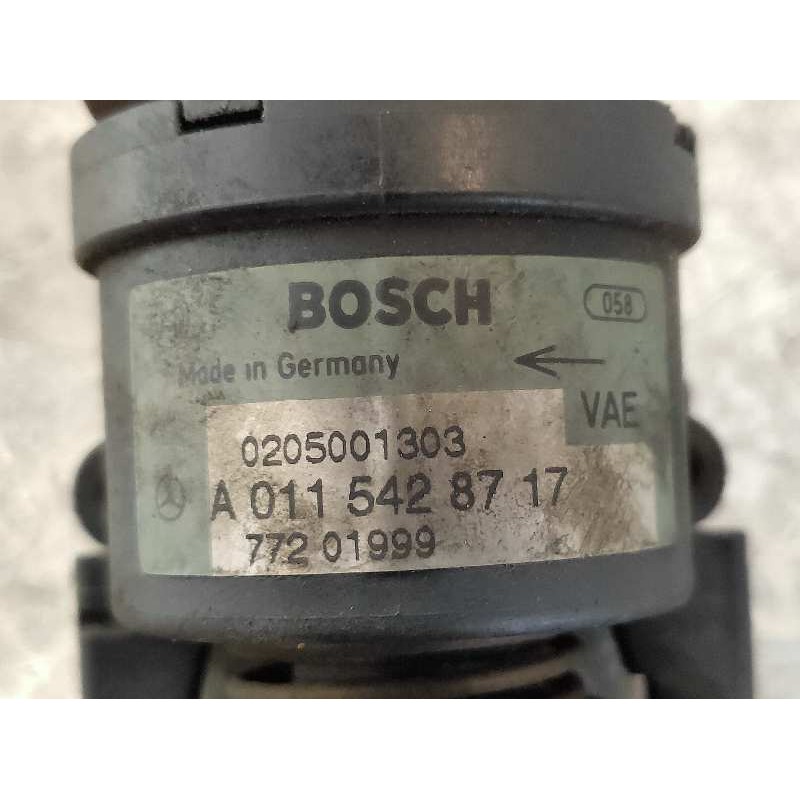 BOSCH
058
Made in Germany
VAE
0205001303
A 011 542 87 17
772 01999